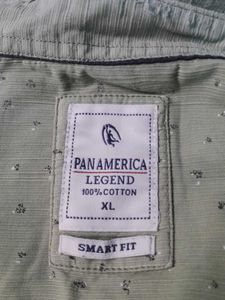 PANAMERICA
LEGEND
100% COTTON
XL
SMART FIT